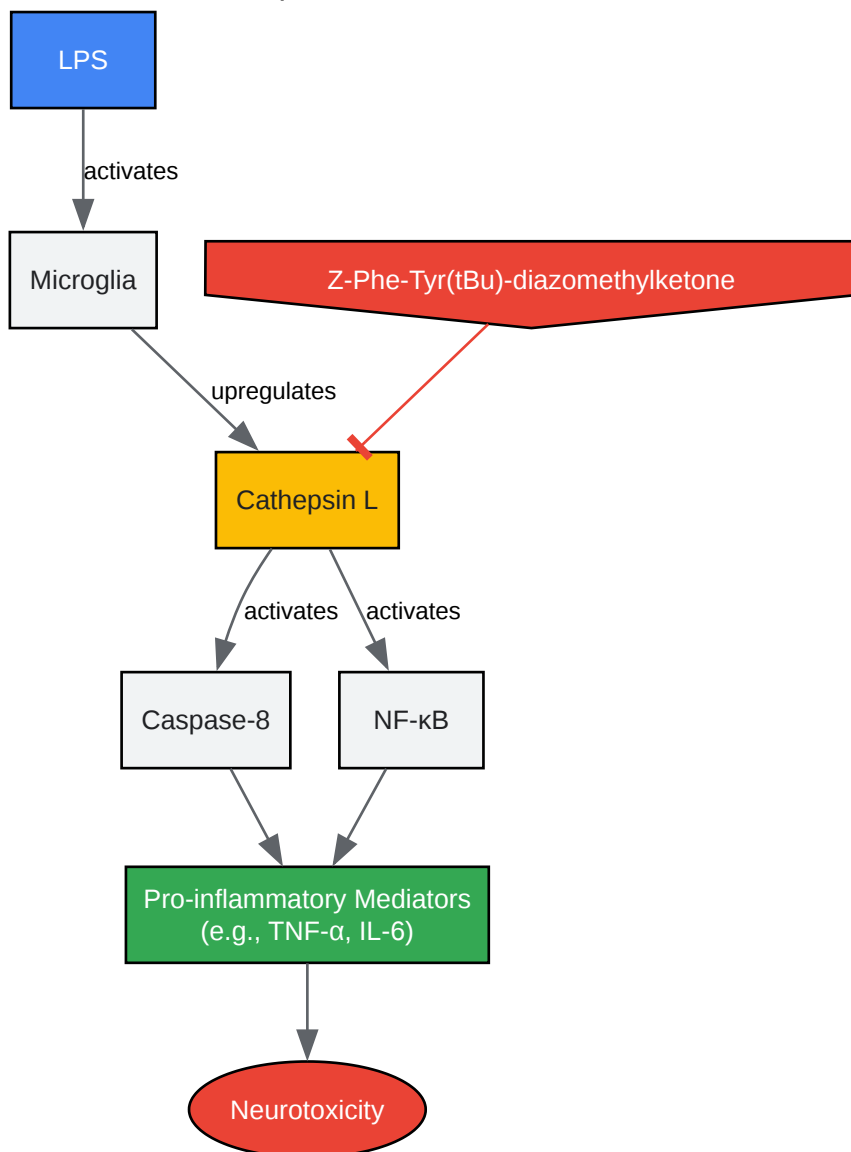 LPS
activates
Microglia
Z-Phe-Tyr(tBu)-diazomethylketone
upregulates
Cathepsin L
activates
activates
Caspase-8
NF-κB
Pro-inflammatory Mediators
(e.g., TNF-α, IL-6)
Neurotoxicity